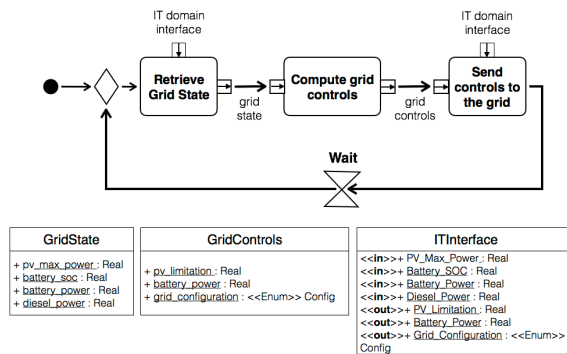 IT domain
interface
IT domain
interface
Retrieve
Grid State
Compute grid
controls
Send
controls to
the grid
grid
state
grid
controls
Wait
GridState
+ pv_max_power : Real
+ battery_soc : Real
+ battery_power : Real
+ diesel_power : Real
GridControls
+ pv_limitation : Real
+ battery_power : Real
+ grid_configuration : <<Enum>> Config
ITInterface
<<in>>+ PV_Max_Power : Real
<<in>>+ Battery_SOC : Real
<<in>>+ Battery_Power : Real
<<in>>+ Diesel_Power : Real
<<out>>+ PV_Limitation : Real
<<out>>+ Battery_Power : Real
<<out>>+ Grid_Configuration : <<Enum>>
Config